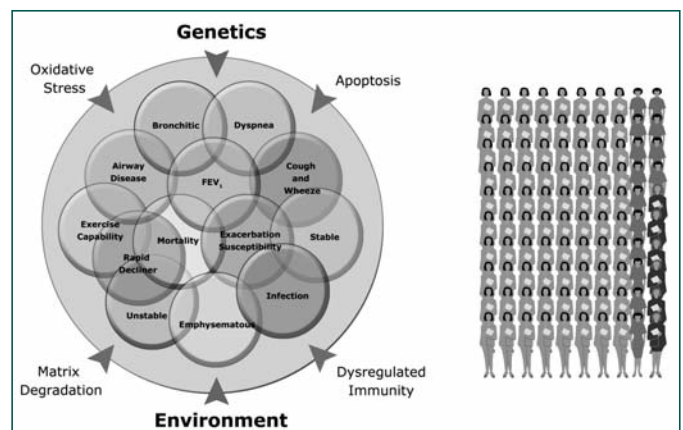 Genetics
Oxidative
Stress
Apoptosis
Bronchitic
Dyspnea
Airway
Disease
FEV1
Cough
and
Wheeze
Exercise
Capability
Mortality
Exacerbation
Susceptibility
Stable
Rapid
Decliner
Infection
Unstable
Emphysematous
Matrix
Degradation
Dysregulated
Immunity
Environment